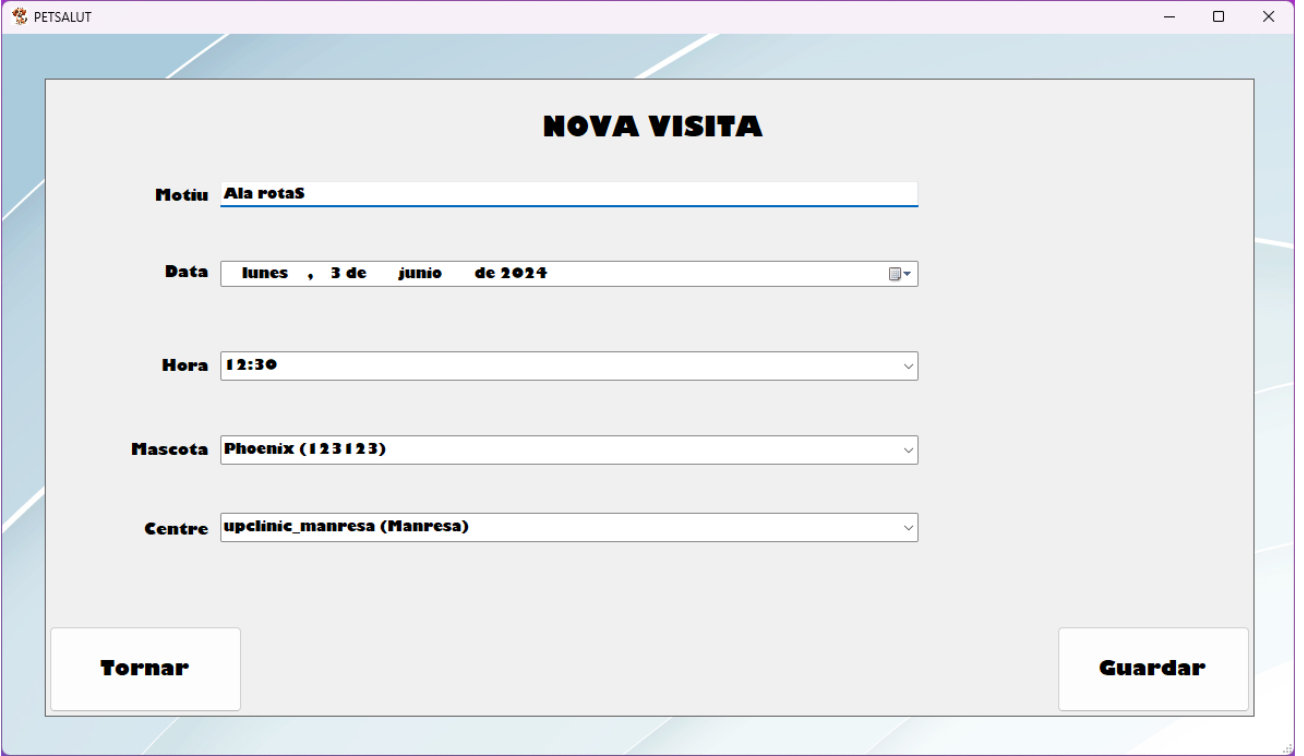 PETSALUT
NOVA VISITA
Motiu Ala rotaS
Data lunes , 3 de junio de 2024
Hora 12:30
Mascota Phoenix (123123)
Centre upclinic_manresa (Manresa)
Tornar Guardar